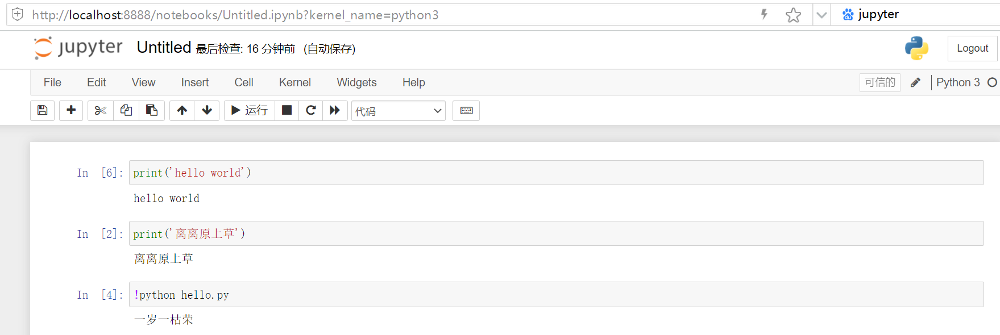 http://localhost:8888/notebooks/Untitled.ipynb?kernel_name=python3 jupyter
jupyter Untitled 最后检查: 16 分钟前 (自动保存) Logout
File Edit View Insert Cell Kernel Widgets Help 可信的 Python 3
运行 代码
In [6]: print('hello world')
hello world
In [2]: print('离离原上草')
离离原上草
In [4]: !python hello.py
一岁一枯荣